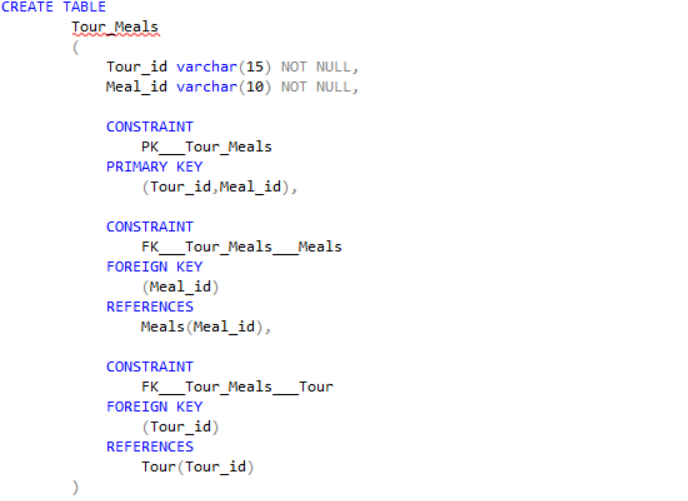 CREATE TABLE
Tour_Meals
(
Tour_id varchar(15) NOT NULL,
Meal_id varchar(10) NOT NULL,
CONSTRAINT
PK___Tour_Meals
PRIMARY KEY
(Tour_id,Meal_id),
CONSTRAINT
FK___Tour_Meals___Meals
FOREIGN KEY
(Meal_id)
REFERENCES
Meals(Meal_id),
CONSTRAINT
FK___Tour_Meals___Tour
FOREIGN KEY
(Tour_id)
REFERENCES
Tour(Tour_id)
)